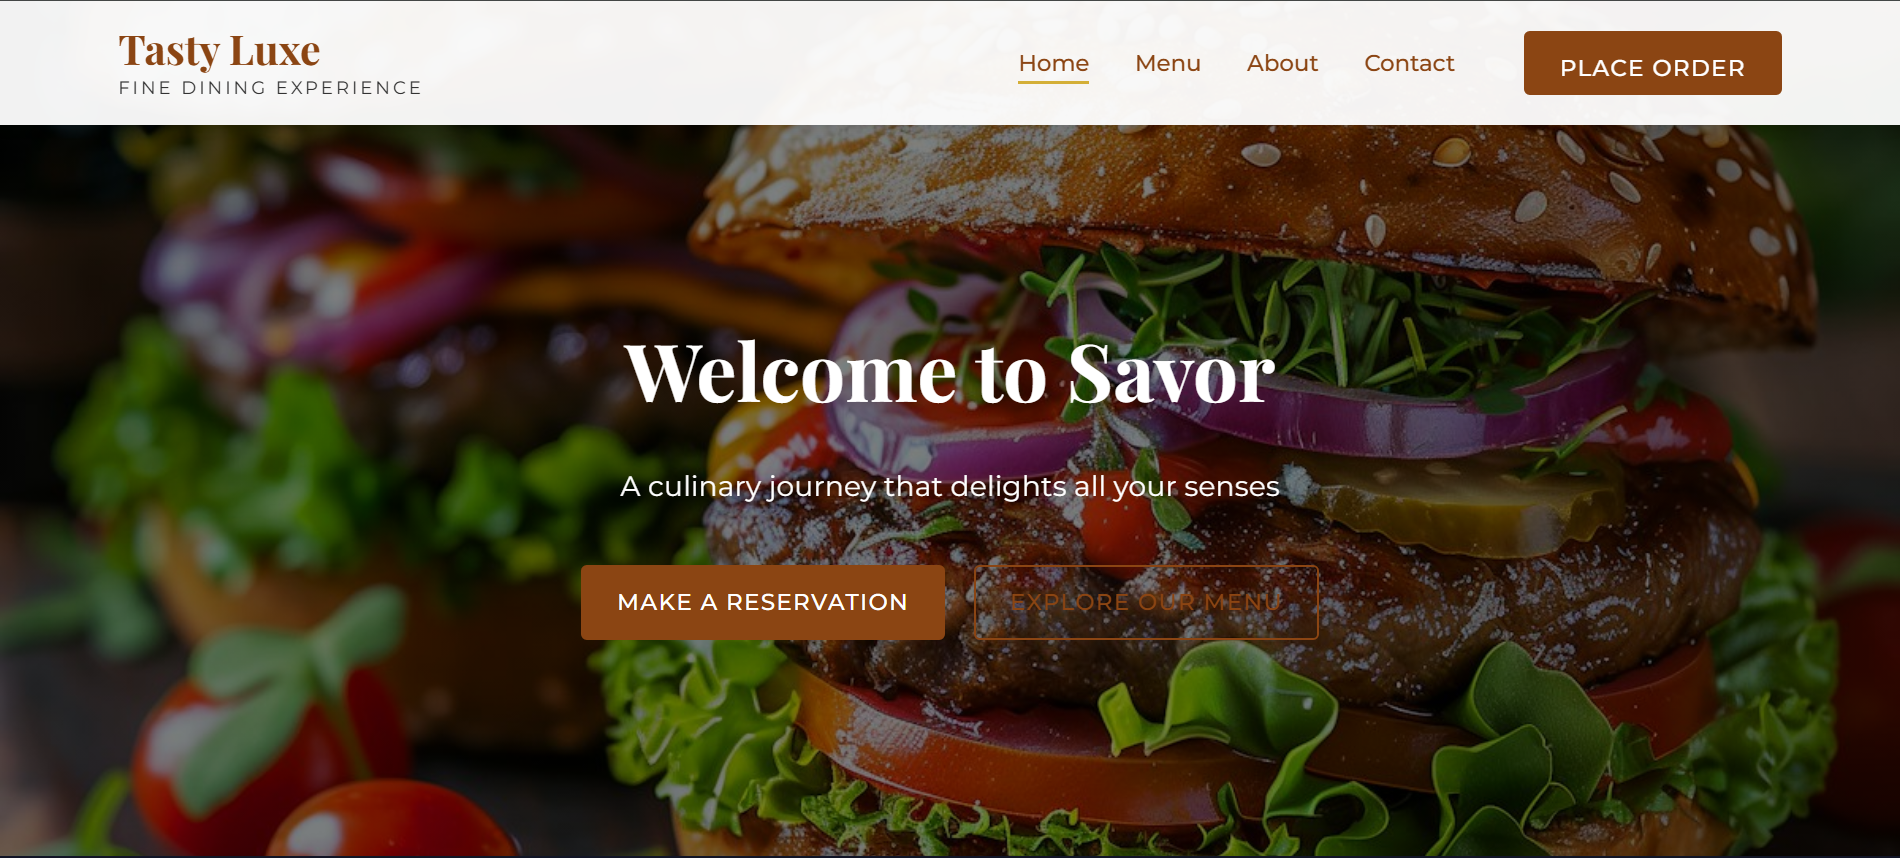 Tasty Luxe
FINE DINING EXPERIENCE
Home Menu About Contact PLACE ORDER
Welcome to Savor
A culinary journey that delights all your senses
MAKE A RESERVATION EXPLORE OUR MENU